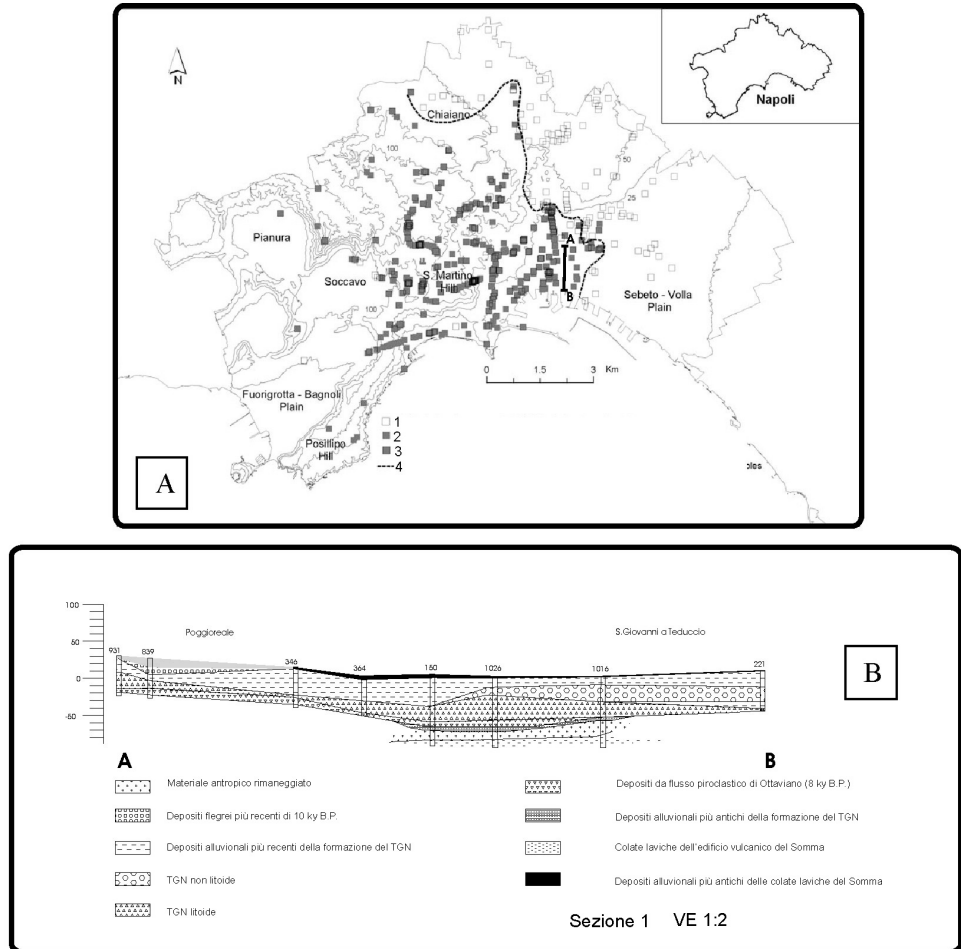 N
Napoli
Chiaiano
100
50
25
Pianura
Soccavo
S. Martino
Hill
A
B
100
Sebeto - Volla
Plain
0 1.5 3 Km
Fuorigrotta - Bagnoli
Plain
Posillipo
Hill
1
2
3
4
oles
A
100
50
0
-50
Poggioreale
S.Giovanni a Teduccio
B
931 839 346 364 150 1026 1016 221
A
B
Materiale antropico rimaneggiato
Depositi flegrei più recenti di 10 ky B.P.
Depositi alluvionali più recenti della formazione del TGN
TGN non litoide
TGN litoide
Depositi da flusso piroclastico di Ottaviano (8 ky B.P.)
Depositi alluvionali più antichi della formazione del TGN
Colate laviche dell'edificio vulcanico del Somma
Depositi alluvionali più antichi delle colate laviche del Somma
Sezione 1 VE 1:2